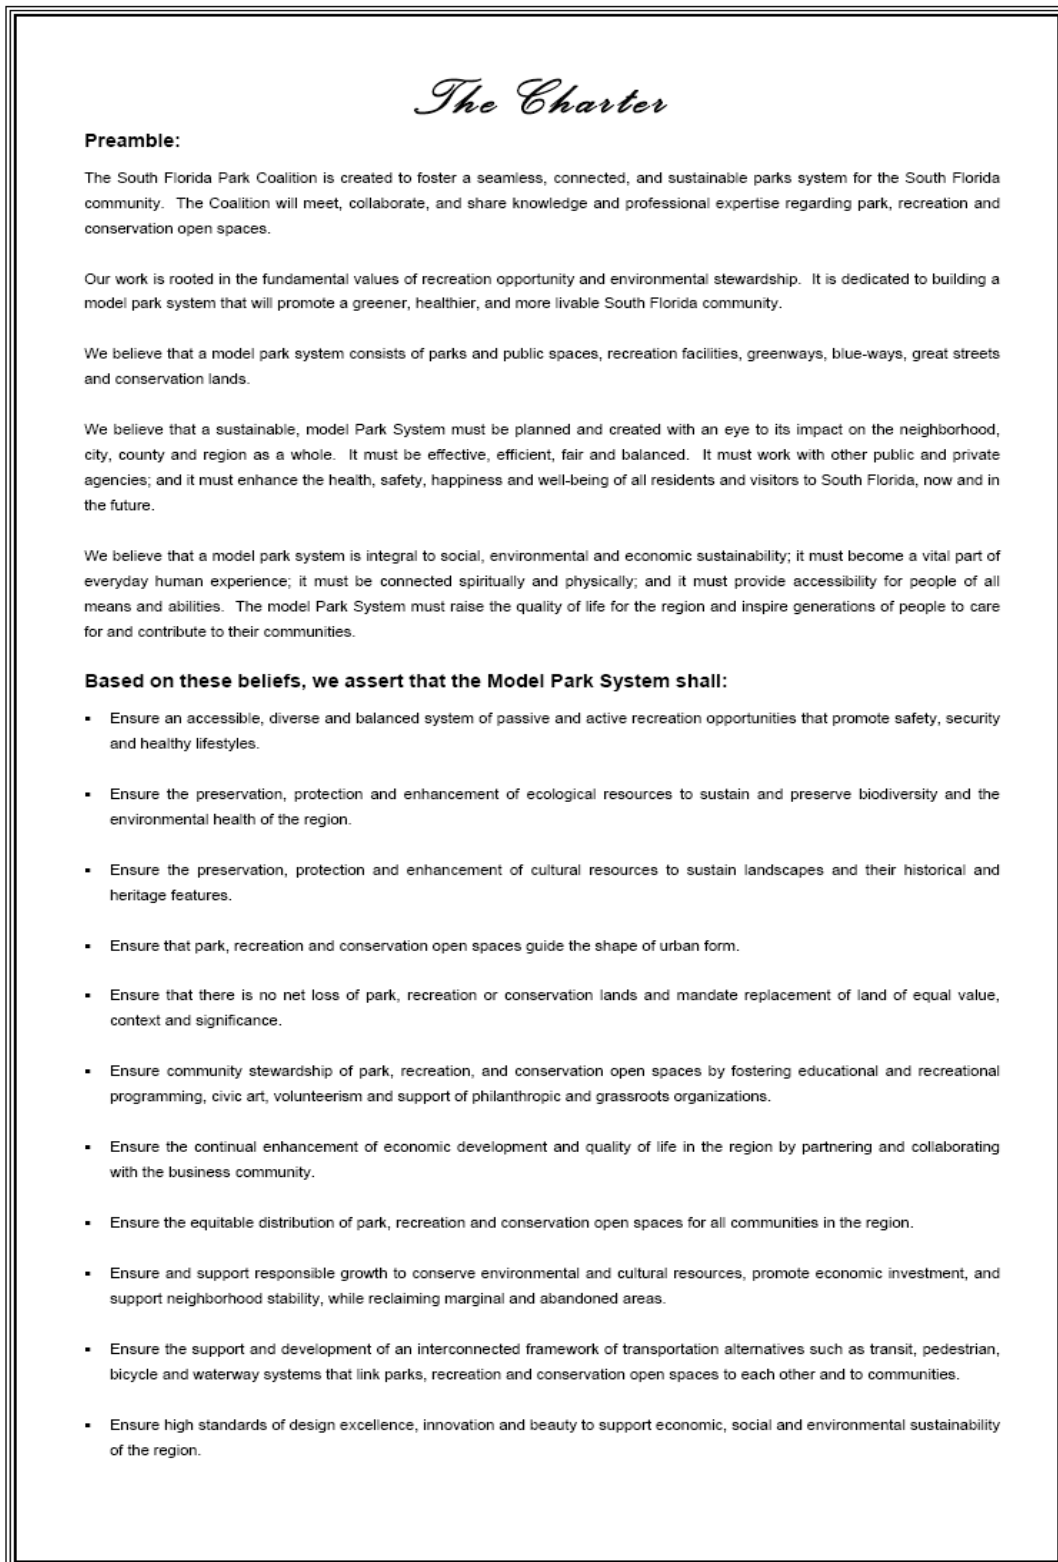 The Charter
Preamble:
The South Florida Park Coalition is created to foster a seamless, connected, and sustainable parks system for the South Florida
community. The Coalition will meet, collaborate, and share knowledge and professional expertise regarding park, recreation and
conservation open spaces.
Our work is rooted in the fundamental values of recreation opportunity and environmental stewardship. It is dedicated to building a
model park system that will promote a greener, healthier, and more livable South Florida community.
We believe that a model park system consists of parks and public spaces, recreation facilities, greenways, blue-ways, great streets
and conservation lands.
We believe that a sustainable, model Park System must be planned and created with an eye to its impact on the neighborhood,
city, county and region as a whole. It must be effective, efficient, fair and balanced. It must work with other public and private
agencies; and it must enhance the health, safety, happiness and well-being of all residents and visitors to South Florida, now and in
the future.
We believe that a model park system is integral to social, environmental and economic sustainability; it must become a vital part of
everyday human experience; it must be connected spiritually and physically; and it must provide accessibility for people of all
means and abilities. The model Park System must raise the quality of life for the region and inspire generations of people to care
for and contribute to their communities.
Based on these beliefs, we assert that the Model Park System shall:
▪ Ensure an accessible, diverse and balanced system of passive and active recreation opportunities that promote safety, security
and healthy lifestyles.
▪ Ensure the preservation, protection and enhancement of ecological resources to sustain and preserve biodiversity and the
environmental health of the region.
▪ Ensure the preservation, protection and enhancement of cultural resources to sustain landscapes and their historical and
heritage features.
▪ Ensure that park, recreation and conservation open spaces guide the shape of urban form.
▪ Ensure that there is no net loss of park, recreation or conservation lands and mandate replacement of land of equal value,
context and significance.
▪ Ensure community stewardship of park, recreation, and conservation open spaces by fostering educational and recreational
programming, civic art, volunteerism and support of philanthropic and grassroots organizations.
▪ Ensure the continual enhancement of economic development and quality of life in the region by partnering and collaborating
with the business community.
▪ Ensure the equitable distribution of park, recreation and conservation open spaces for all communities in the region.
▪ Ensure and support responsible growth to conserve environmental and cultural resources, promote economic investment, and
support neighborhood stability, while reclaiming marginal and abandoned areas.
▪ Ensure the support and development of an interconnected framework of transportation alternatives such as transit, pedestrian,
bicycle and waterway systems that link parks, recreation and conservation open spaces to each other and to communities.
▪ Ensure high standards of design excellence, innovation and beauty to support economic, social and environmental sustainability
of the region.